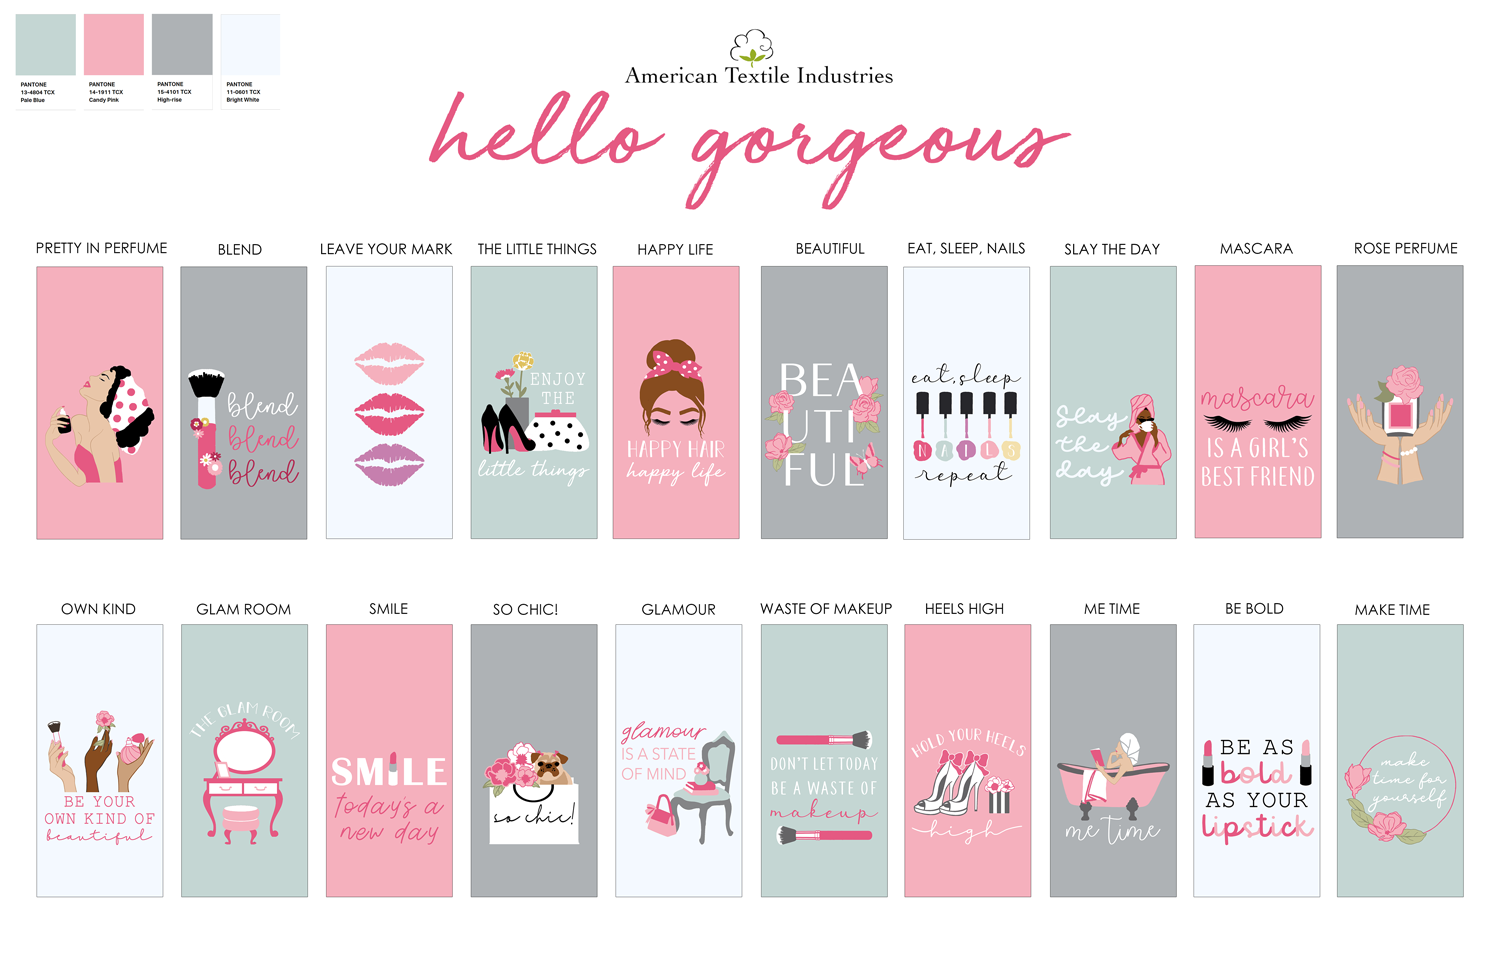 PANTONE
13-4804 TCX
Pale Blue
PANTONE
14-1911 TCX
Candy Pink
PANTONE
15-4101 TCX
High-rise
PANTONE
11-0601 TCX
Bright White
American Textile Industries
hello gorgeous
PRETTY IN PERFUME
BLEND
blend
blend
blend
LEAVE YOUR MARK
THE LITTLE THINGS
ENJOY
THE
little things
HAPPY LIFE
HAPPY HAIR
happy life
BEAUTIFUL
BEA
UTI
FUL
EAT, SLEEP, NAILS
eat, sleep
NAILS
repeat
SLAY THE DAY
Slay
the
day
MASCARA
mascara
IS A GIRL'S
BEST FRIEND
ROSE PERFUME
OWN KIND
BE YOUR
OWN KIND OF
beautiful
GLAM ROOM
THE GLAM ROOM
SMILE
SMILE
today's a
new day
SO CHIC!
so chic!
GLAMOUR
glamour
IS A STATE
OF MIND
WASTE OF MAKEUP
DON'T LET TODAY
BE A WASTE OF
makeup
HEELS HIGH
HOLD YOUR HEELS
high
ME TIME
me time
BE BOLD
BE AS
bold
AS YOUR
lipstick
MAKE TIME
make
time for
yourself